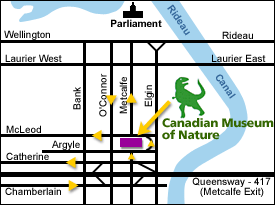 Parliament
Rideau
Wellington
Rideau
Laurier West
Laurier East
Bank
O'Connor
Metcalfe
Elgin
Canal
Canadian Museum
of Nature
McLeod
Argyle
Catherine
Chamberlain
Queensway - 417
(Metcalfe Exit)